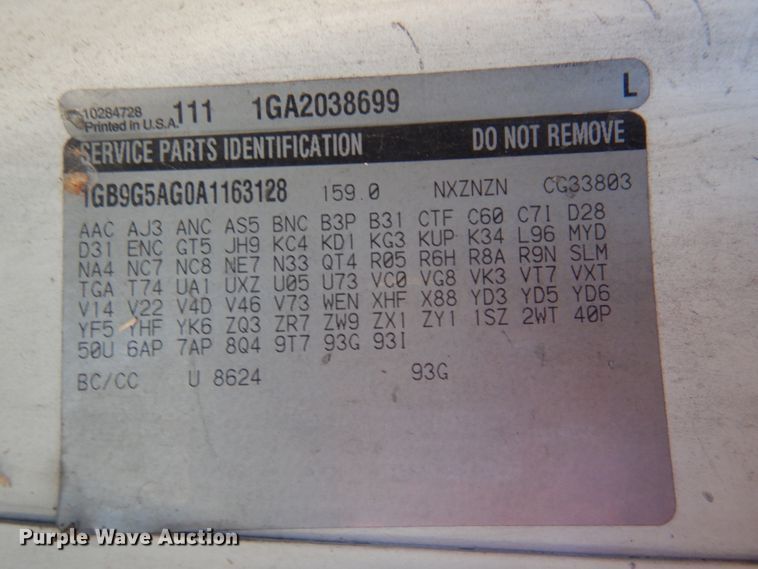 10284728 111 1GA2038699 L
Printed in U.S.A.
SERVICE PARTS IDENTIFICATION DO NOT REMOVE
1GB9G5AG0A1163128 159.0 NXZNZN CG33803
AAC AJ3 ANC AS5 BNC B3P B31 CTF C60 C7I D28
D31 ENC GT5 JH9 KC4 KD1 KG3 KUP K34 L96 MYD
NA4 NC7 NC8 NE7 N33 QT4 R05 R6H R8A R9N SLM
TGA T74 UA1 UXZ U05 U73 VC0 VG8 VK3 VT7 VXT
V14 V22 V4D V46 V73 WEN XHF X88 YD3 YD5 YD6
YF5 YHF YK6 ZQ3 ZR7 ZW9 ZX1 ZY1 1SZ 2WT 40P
50U 6AP 7AP 8Q4 9T7 93G 93I
BC/CC U 8624 93G
Purple Wave Auction